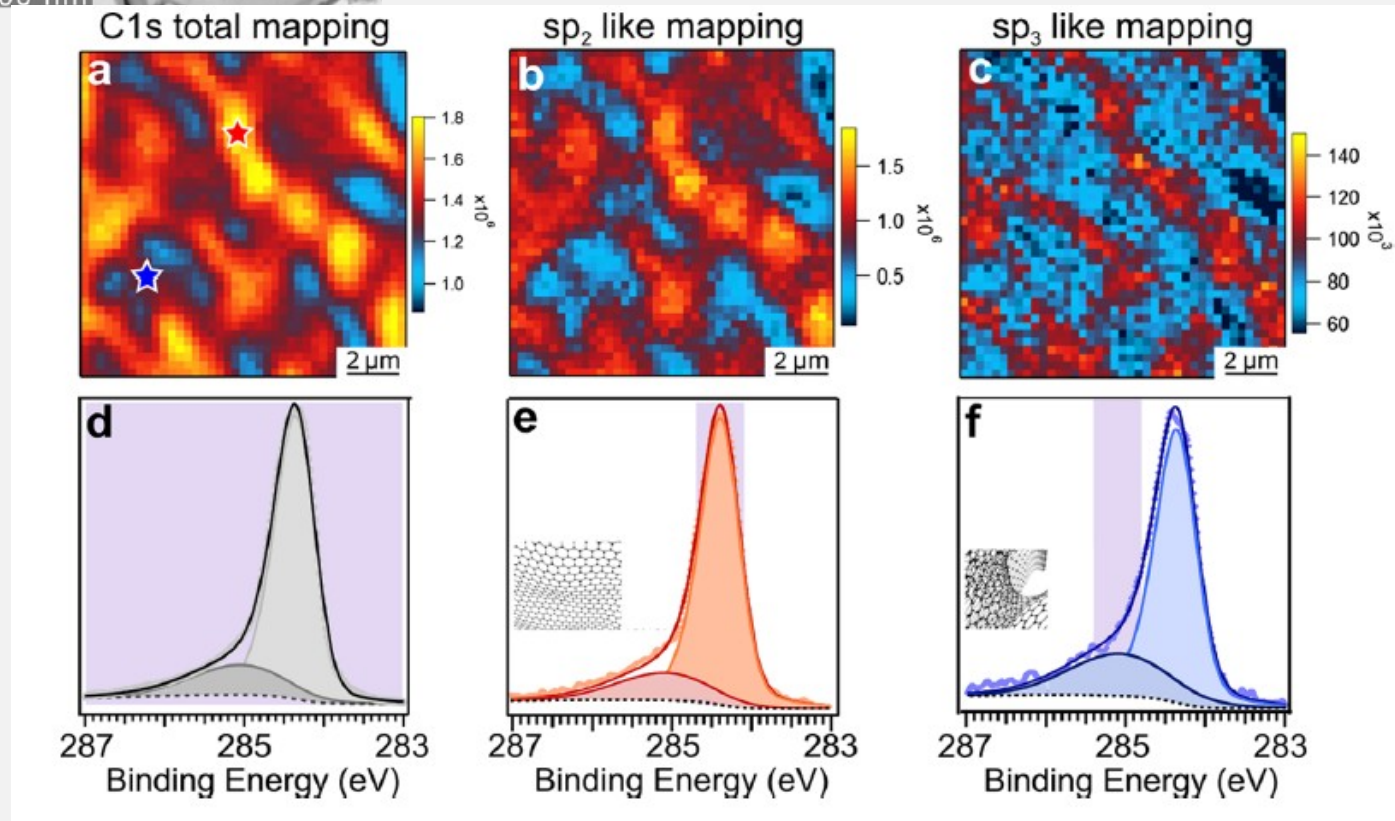 C1s total mapping
sp2 like mapping
sp3 like mapping
a
1.8
1.6
1.4
1.2
1.0
x10^6
2 µm
b
1.5
1.0
0.5
x10^6
2 µm
c
140
120
100
80
60
x10^3
2 µm
d
287
285
283
Binding Energy (eV)
e
287
285
283
Binding Energy (eV)
f
287
285
283
Binding Energy (eV)